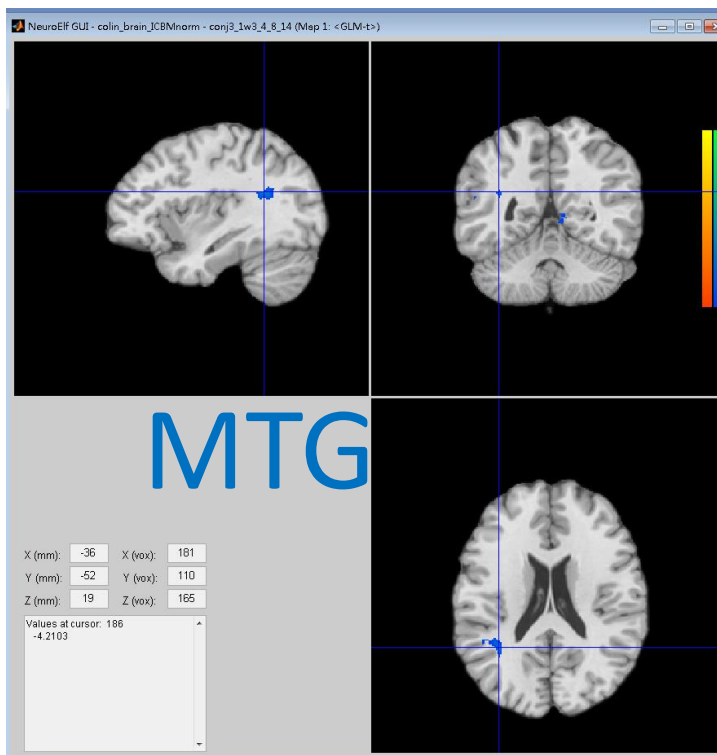 NeuroElf GUI - colin_brain_ICBMnorm - conj3_1w3_4_8_14 (Map 1: <GLM-t>)
MTG
X (mm): -36 X (vox): 181
Y (mm): -52 Y (vox): 110
Z (mm): 19 Z (vox): 165
Values at cursor: 186
-4.2103